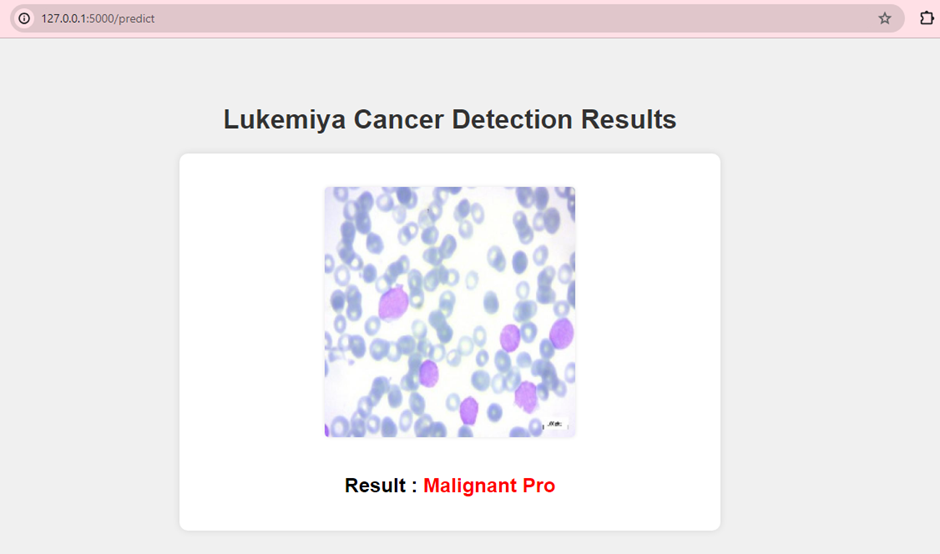 127.0.0.1:5000/predict
Lukemiya Cancer Detection Results
Result : Malignant Pro